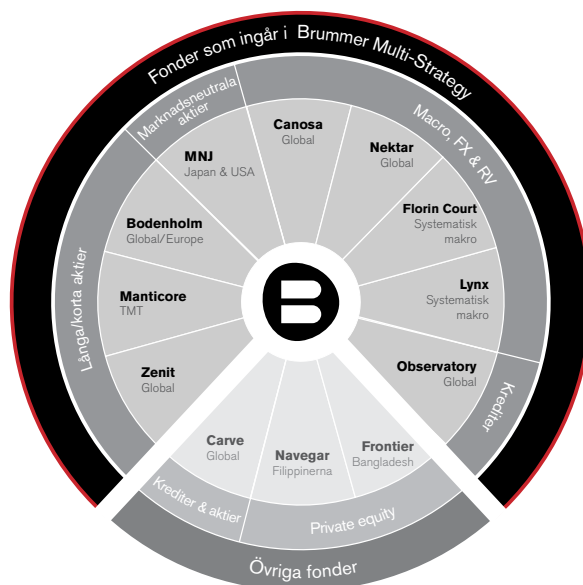 Fonder som ingår i Brummer Multi-Strategy
Marknadsneutrala
aktier
Macro, FX & RV
Långa/korta aktier
Krediter
Canosa
Global
Nektar
Global
Florin Court
Systematisk
makro
Lynx
Systematisk
makro
Observatory
Global
MNJ
Japan & USA
Bodenholm
Global/Europe
Manticore
TMT
Zenit
Global
B
Carve
Global
Navegar
Filippinerna
Frontier
Bangladesh
Krediter & aktier
Private equity
Övriga fonder